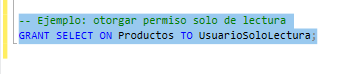 -- Ejemplo: otorgar permiso solo de lectura
GRANT SELECT ON Productos TO UsuarioSoloLectura;